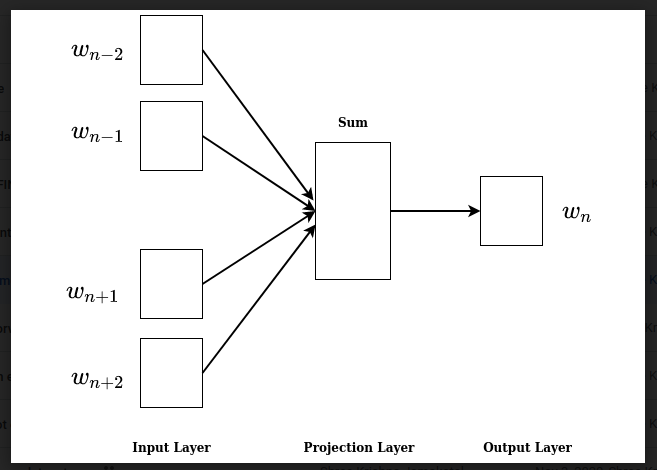 w_{n-2}
w_{n-1}
Sum
w_n
w_{n+1}
w_{n+2}
Input Layer
Projection Layer
Output Layer